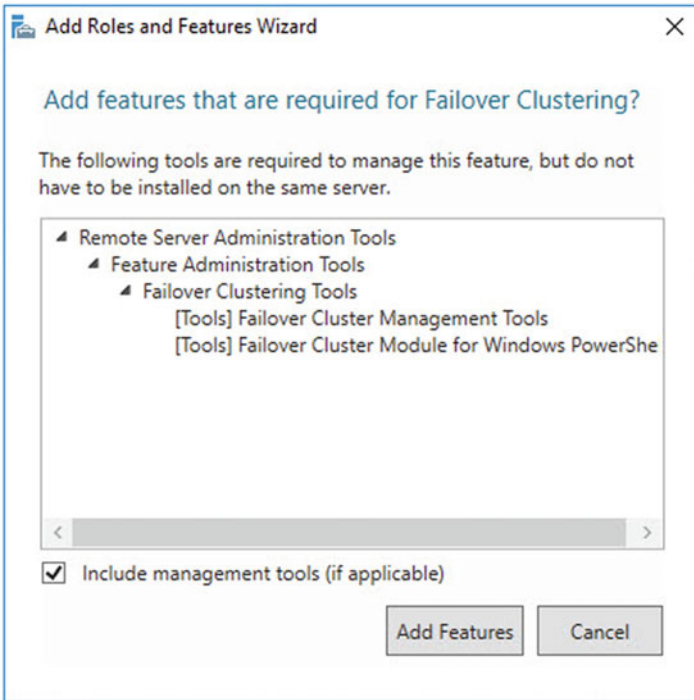 Add Roles and Features Wizard
Add features that are required for Failover Clustering?
The following tools are required to manage this feature, but do not
have to be installed on the same server.
Remote Server Administration Tools
Feature Administration Tools
Failover Clustering Tools
[Tools] Failover Cluster Management Tools
[Tools] Failover Cluster Module for Windows PowerShe
Include management tools (if applicable)
Add Features
Cancel